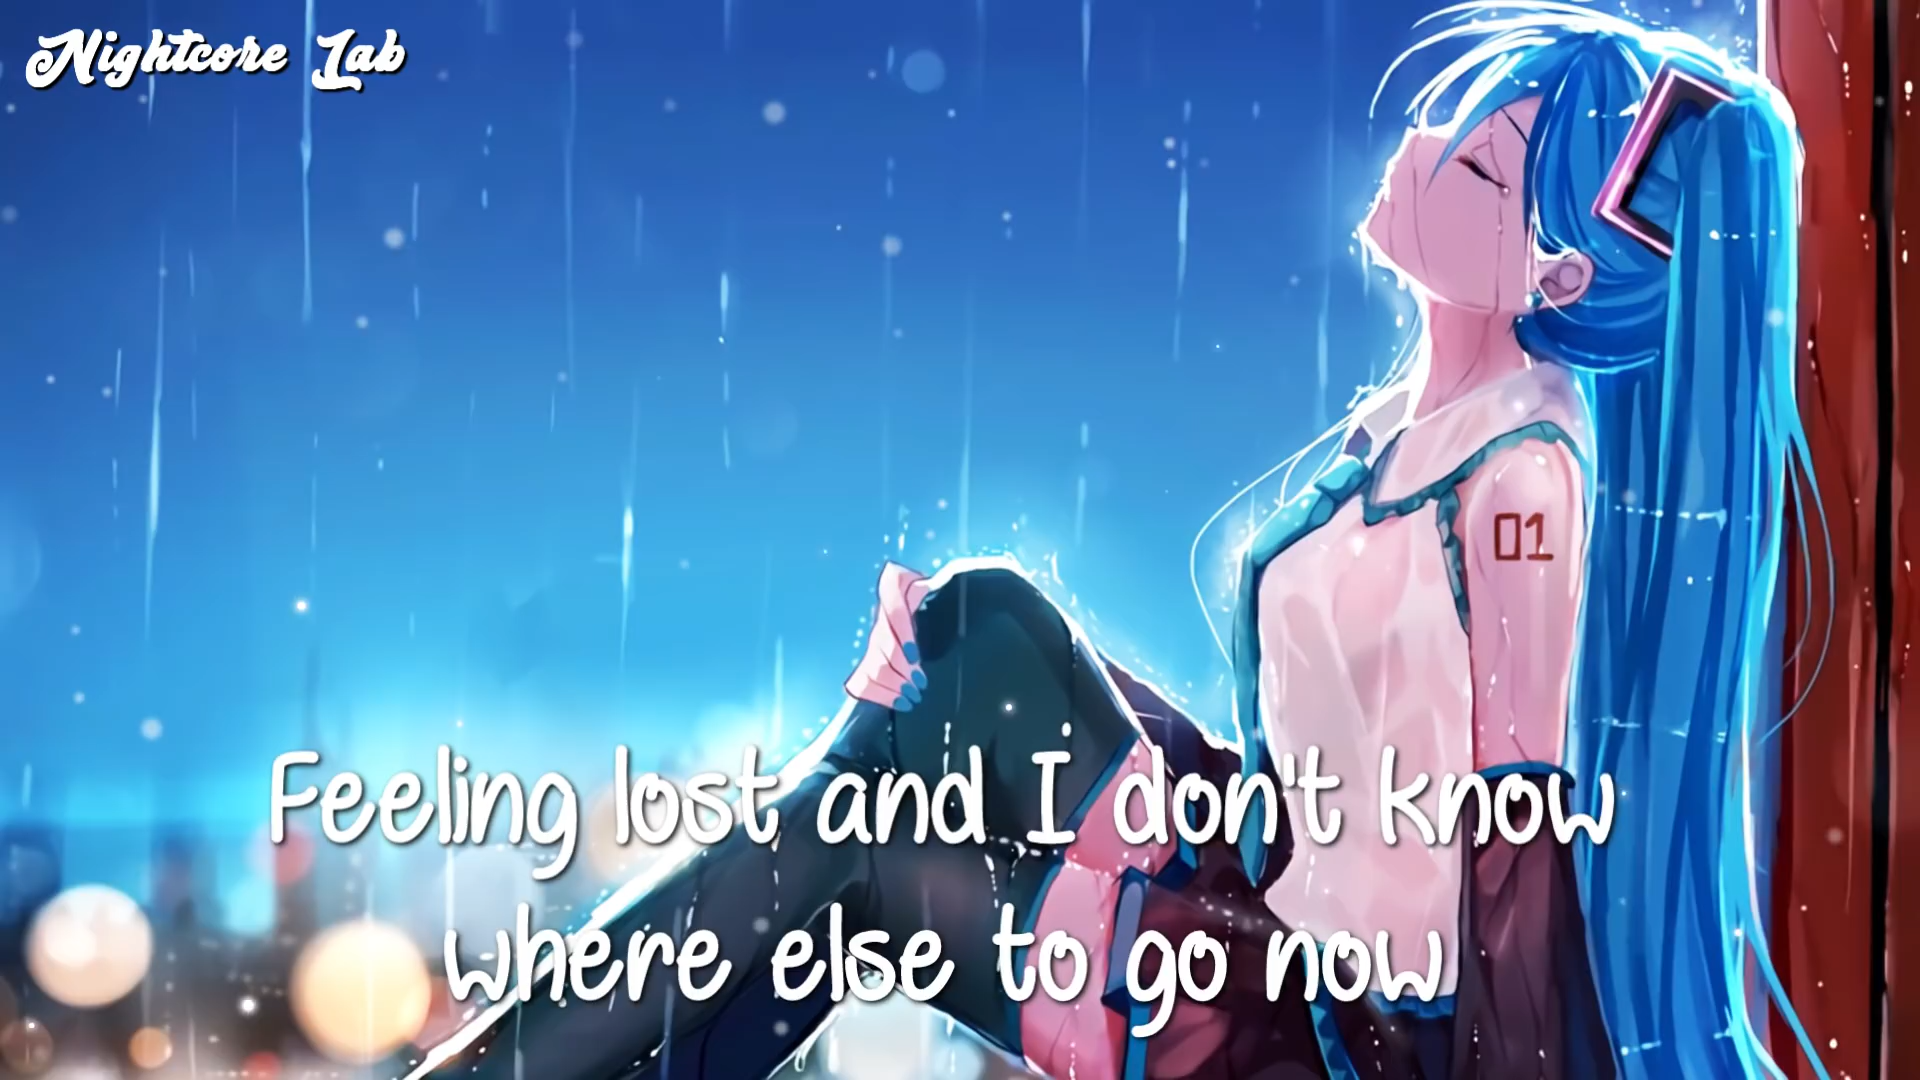 Nightcore Lab
01
Feeling lost and I don't know
where else to go now